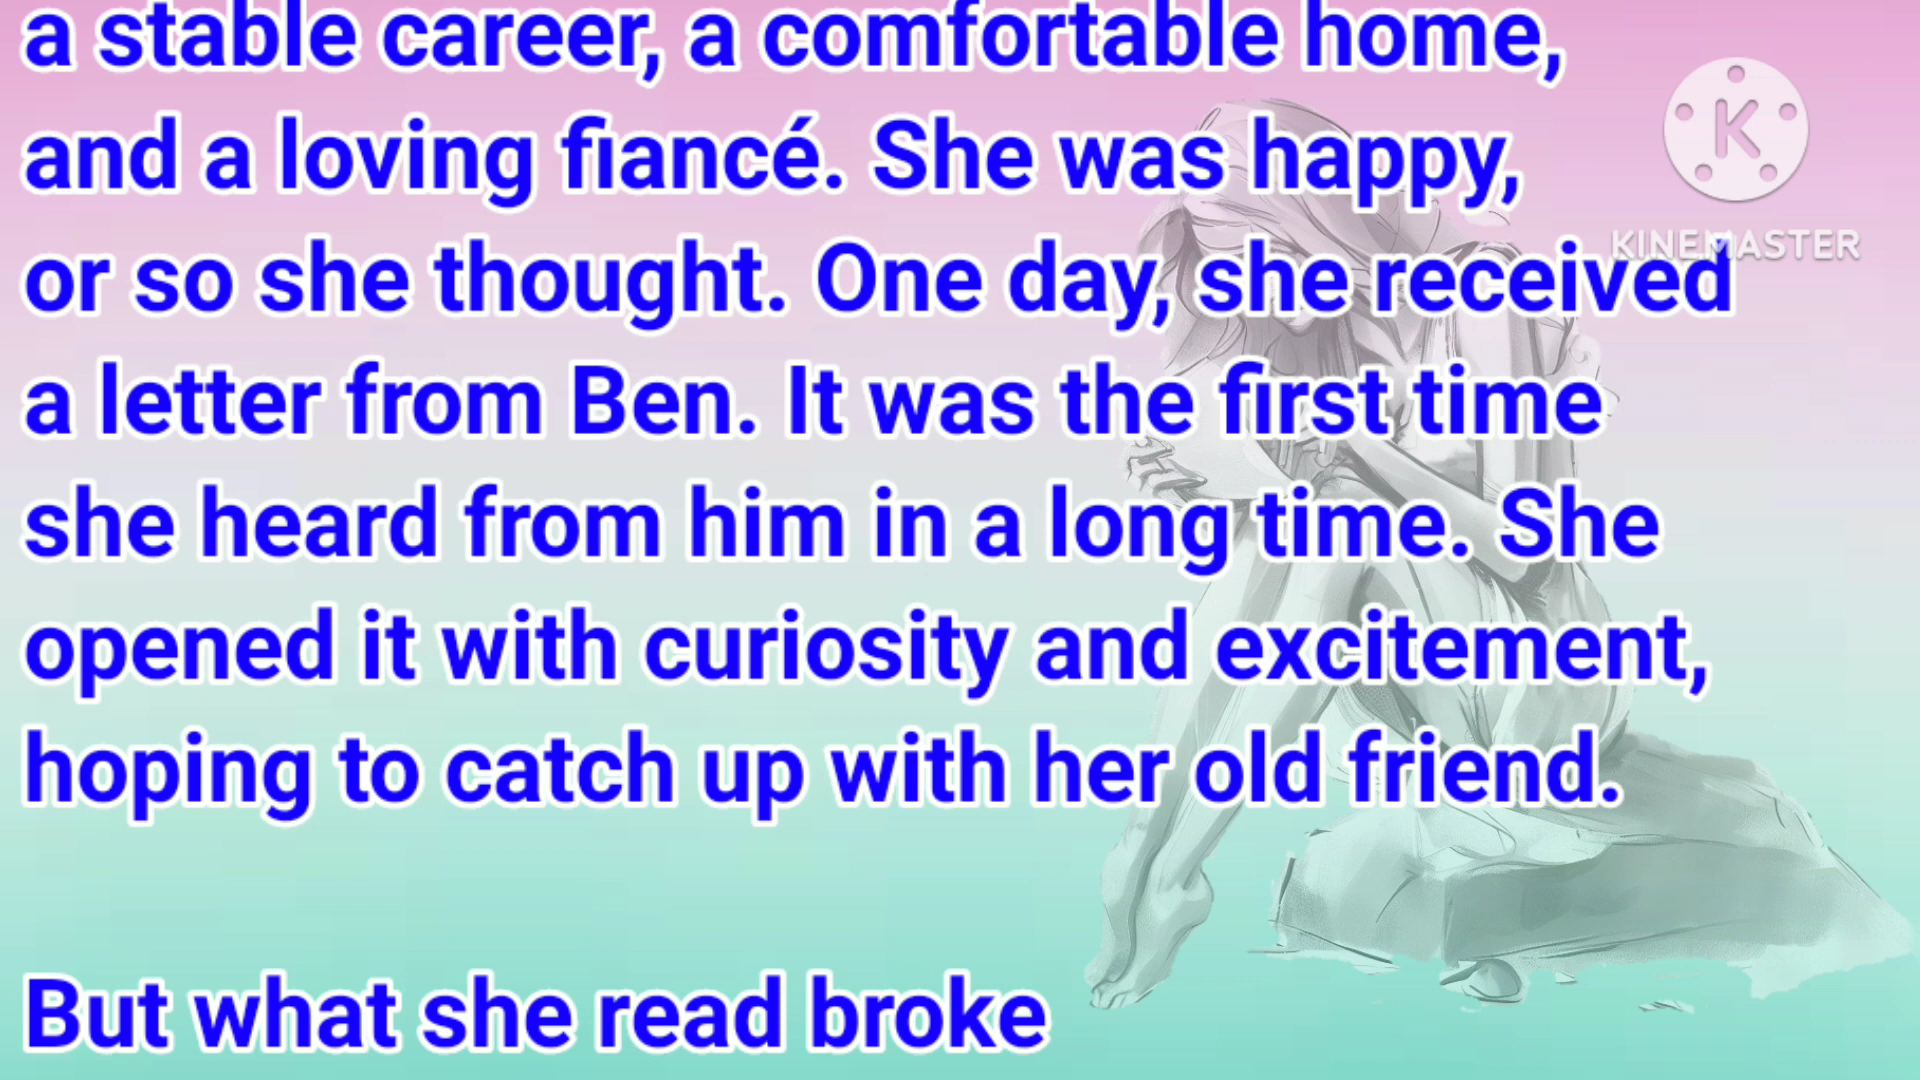 a stable career, a comfortable home,
and a loving fiancé. She was happy,
or so she thought. One day, she received
a letter from Ben. It was the first time
she heard from him in a long time. She
opened it with curiosity and excitement,
hoping to catch up with her old friend.
But what she read broke
K
KINEMASTER